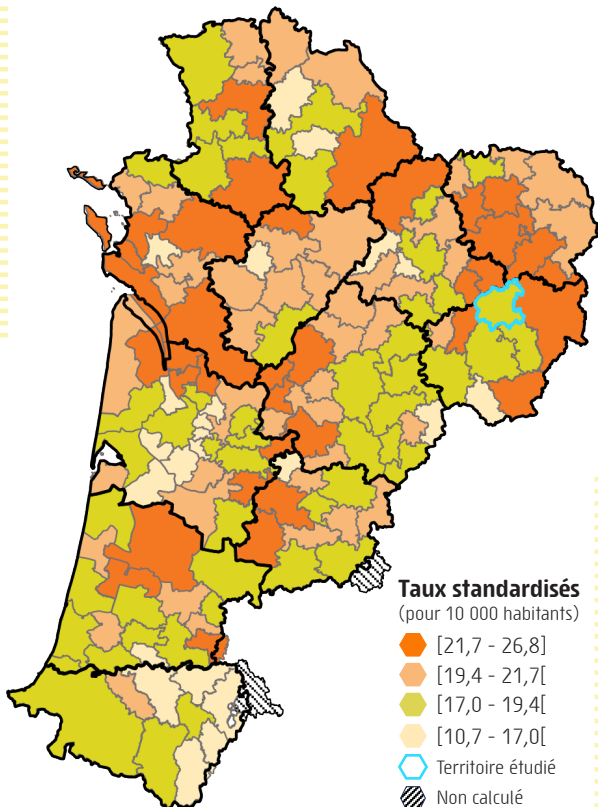 Taux standardisés
(pour 10 000 habitants)
[21,7 - 26,8]
[19,4 - 21,7[
[17,0 - 19,4[
[10,7 - 17,0[
Territoire étudié
Non calculé